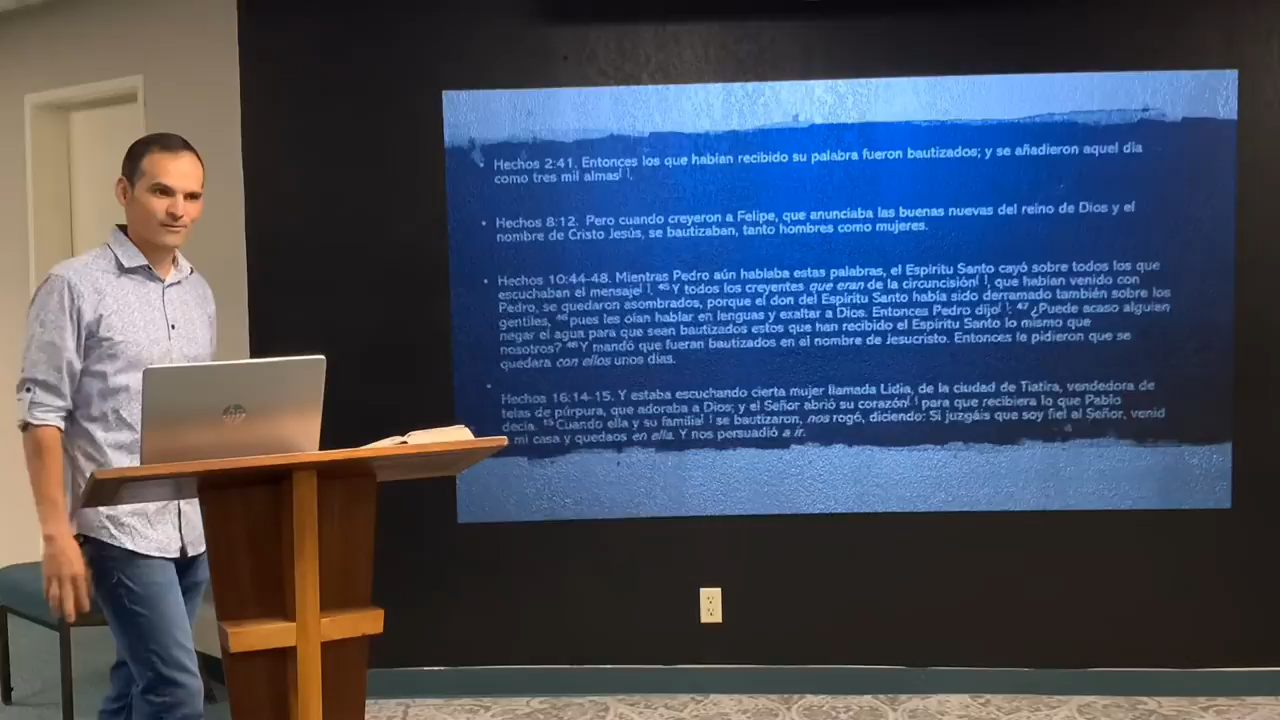 Hechos 2:41. Entonces los que habían recibido su palabra fueron bautizados; y se añadieron aquel día
como tres mil almas[ ].
• Hechos 8:12. Pero cuando creyeron a Felipe, que anunciaba las buenas nuevas del reino de Dios y el
nombre de Cristo Jesús, se bautizaban, tanto hombres como mujeres.
• Hechos 10:44-48. Mientras Pedro aún hablaba estas palabras, el Espíritu Santo cayó sobre todos los que
escuchaban el mensaje[ ]. 45 Y todos los creyentes que eran de la circuncisión[ ], que habían venido con
Pedro, se quedaron asombrados, porque el don del Espíritu Santo había sido derramado también sobre los
gentiles, 46 pues les oían hablar en lenguas y exaltar a Dios. Entonces Pedro dijo[ ]: 47 ¿Puede acaso alguien
negar el agua para que sean bautizados estos que han recibido el Espíritu Santo lo mismo que
nosotros? 48 Y mandó que fueran bautizados en el nombre de Jesucristo. Entonces le pidieron que se
quedara con ellos unos días.
•
Hechos 16:14-15. Y estaba escuchando cierta mujer llamada Lidia, de la ciudad de Tiatira, vendedora de
telas de púrpura, que adoraba a Dios; y el Señor abrió su corazón[ ] para que recibiera lo que Pablo
decía. 15 Cuando ella y su familia[ ] se bautizaron, nos rogó, diciendo: Si juzgáis que soy fiel al Señor, venid
a mi casa y quedaos en ella. Y nos persuadió a ir.
hp